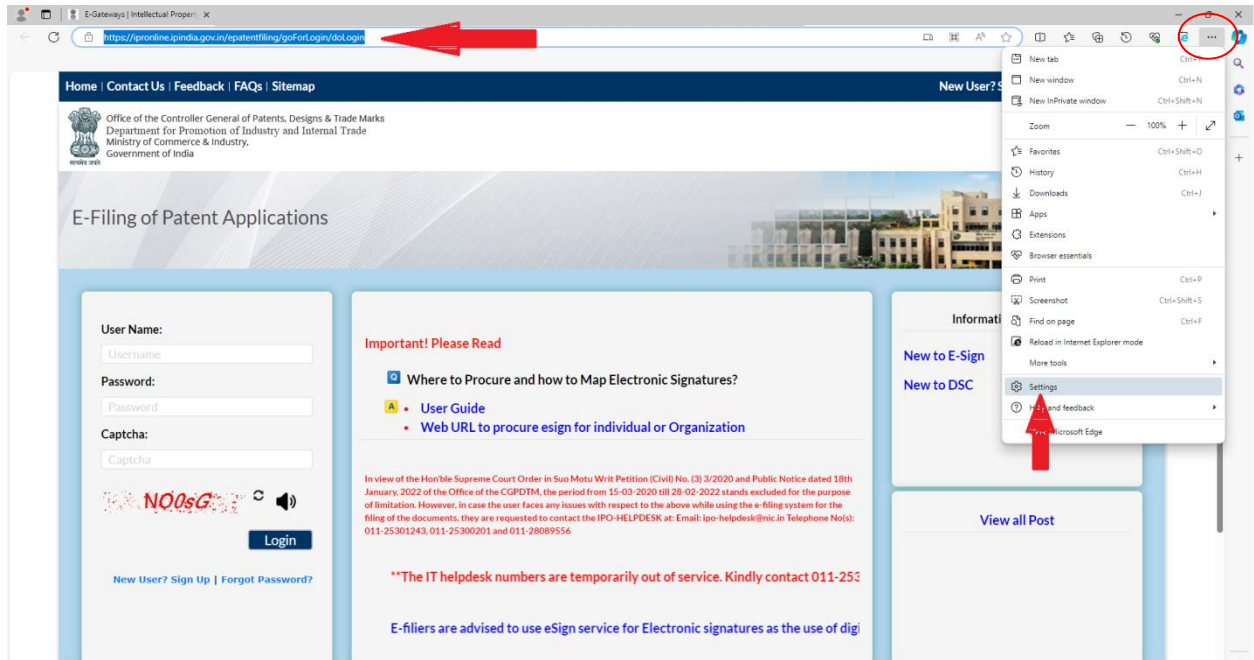 E-Gateways | Intellectual Propert
https://ipronline.ipindia.gov.in/epatentfiling/goForLogin/doLogin
Home | Contact Us | Feedback | FAQs | Sitemap
New User?
Office of the Controller General of Patents, Designs & Trade Marks
Department for Promotion of Industry and Internal Trade
Ministry of Commerce & Industry,
Government of India
सत्यमेव जयते
E-Filing of Patent Applications
User Name:
Username
Password:
Password
Captcha:
Captcha
NO0sG
Login
New User? Sign Up | Forgot Password?
Important! Please Read
Q Where to Procure and how to Map Electronic Signatures?
A • User Guide
• Web URL to procure esign for individual or Organization
In view of the Hon'ble Supreme Court Order in Suo Motu Writ Petition (Civil) No. (3) 3/2020 and Public Notice dated 18th
January, 2022 of the Office of the CGPDTM, the period from 15-03-2020 till 28-02-2022 stands excluded for the purpose
of limitation. However, in case the user faces any issues with respect to the above while using the e-filing system for the
filing of the documents, they are requested to contact the IPO-HELPDESK at: Email: ipo-helpdesk@nic.in Telephone No(s):
011-25301243, 011-25300201 and 011-28089556
**The IT helpdesk numbers are temporarily out of service. Kindly contact 011-253
E-filiers are advised to use eSign service for Electronic signatures as the use of digi
Informati
New to E-Sign
New to DSC
View all Post
New tab
New window Ctrl+N
New InPrivate window Ctrl+Shift+N
Zoom — 100% +
Favorites Ctrl+Shift+O
History Ctrl+H
Downloads Ctrl+J
Apps
Extensions
Browser essentials
Print Ctrl+P
Screenshot Ctrl+Shift+S
Find on page Ctrl+F
Reload in Internet Explorer mode
More tools
Settings
and feedback
Microsoft Edge